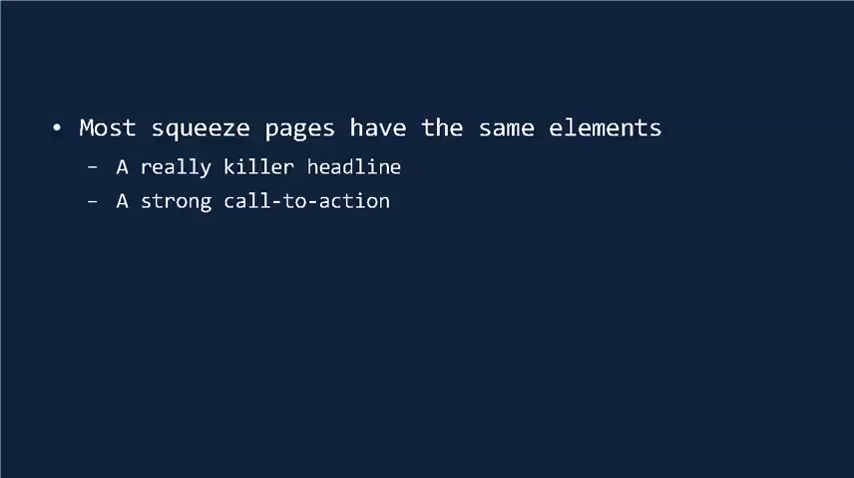 • Most squeeze pages have the same elements
– A really killer headline
– A strong call-to-action